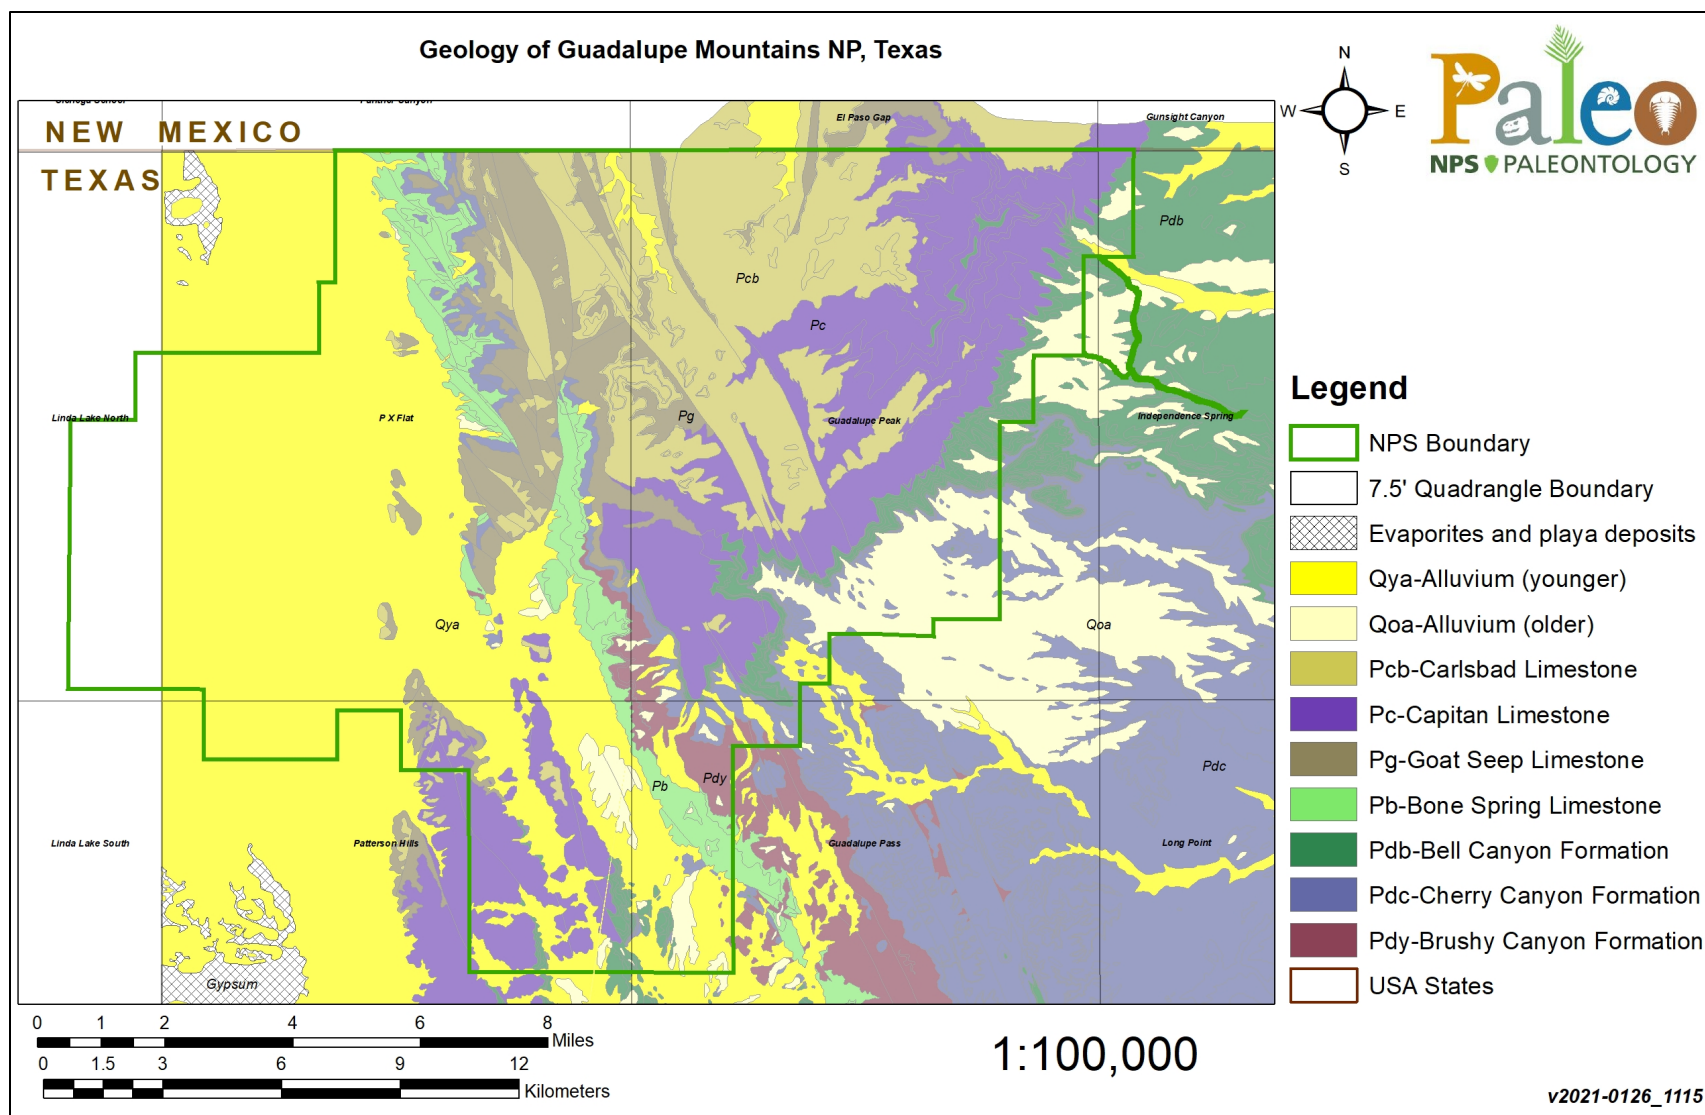 Geology of Guadalupe Mountains NP, Texas
N
W E
S
Paleo
NPS PALEONTOLOGY
El Paso Gap
Gunsight Canyon
NEW MEXICO
TEXAS
Pdb
Pcb
Pc
Linda Lake North
P X Flat
Pg
Guadalupe Peak
Independence Spring
Qya
Qoa
Pdc
Pdy
Pb
Linda Lake South
Patterson Hills
Guadalupe Pass
Long Point
Gypsum
Legend
NPS Boundary
7.5' Quadrangle Boundary
Evaporites and playa deposits
Qya-Alluvium (younger)
Qoa-Alluvium (older)
Pcb-Carlsbad Limestone
Pc-Capitan Limestone
Pg-Goat Seep Limestone
Pb-Bone Spring Limestone
Pdb-Bell Canyon Formation
Pdc-Cherry Canyon Formation
Pdy-Brushy Canyon Formation
USA States
0 1 2 4 6 8
Miles
0 1.5 3 6 9 12
Kilometers
1:100,000
v2021-0126_1115